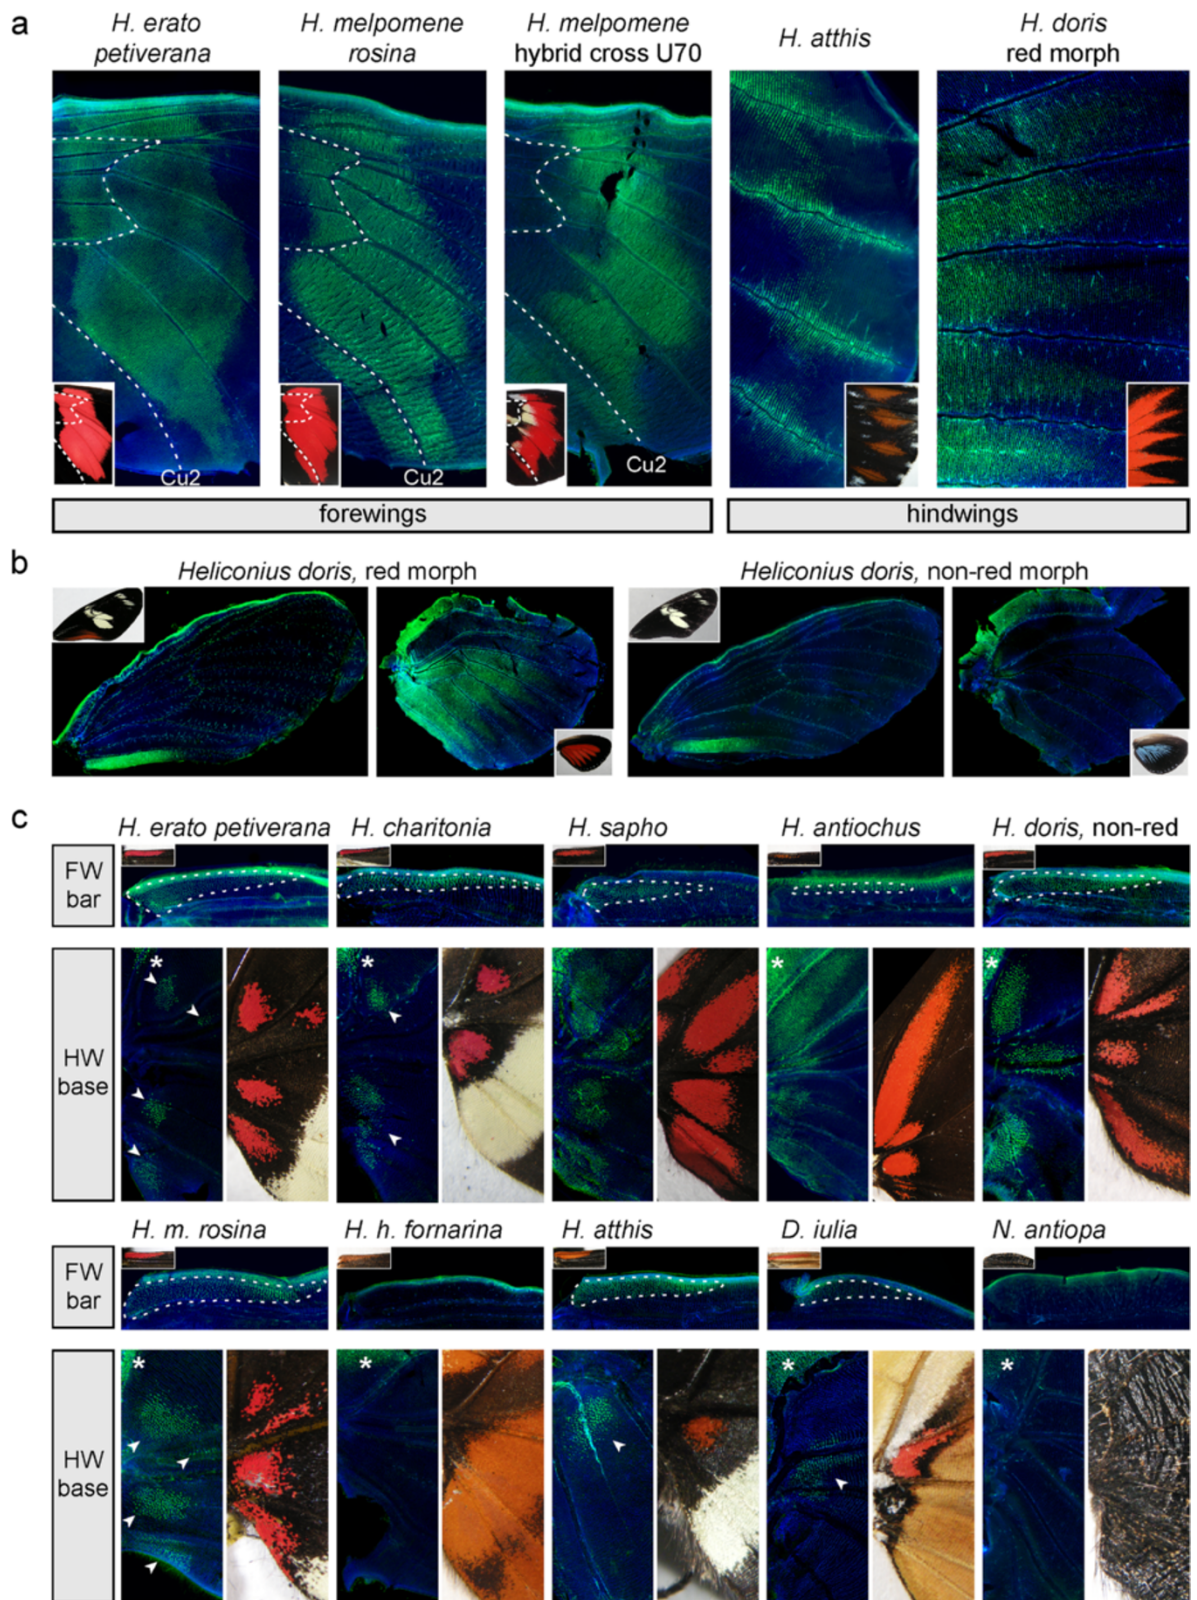 a
H. erato
petiverana
H. melpomene
rosina
H. melpomene
hybrid cross U70
H. atthis
H. doris
red morph
Cu2
Cu2
Cu2
forewings
hindwings
b
Heliconius doris, red morph
Heliconius doris, non-red morph
c
H. erato petiverana
H. charitonia
H. sapho
H. antiochus
H. doris, non-red
FW
bar
HW
base
*
*
*
*
H. m. rosina
H. h. fornarina
H. atthis
D. iulia
N. antiopa
FW
bar
HW
base
*
*
*
*